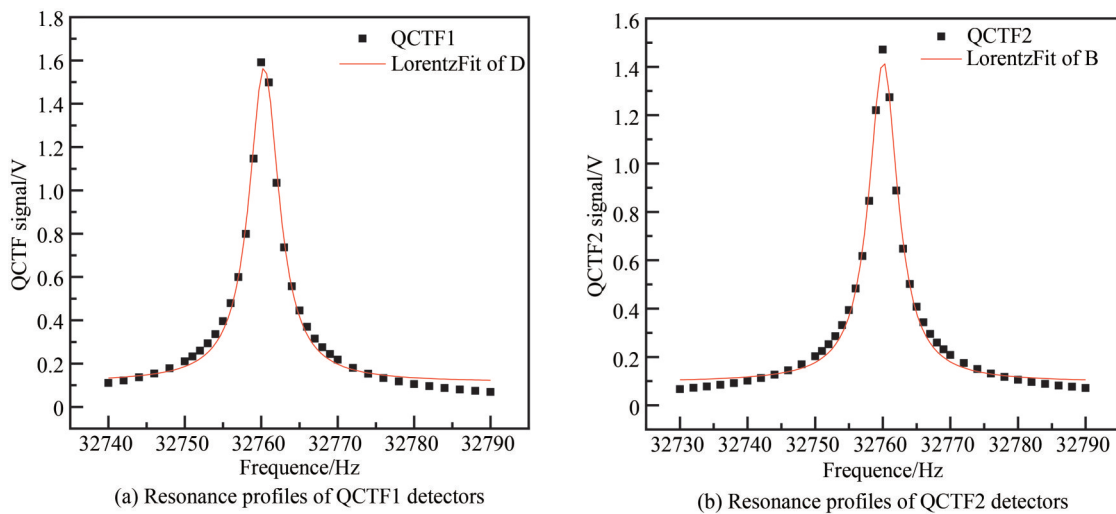 1.8
1.6
1.4
1.2
1.0
0.8
0.6
0.4
0.2
0
QCTF signal/V
QCTF1
LorentzFit of D
32740 32750 32760 32770 32780 32790
Frequence/Hz
(a) Resonance profiles of QCTF1 detectors
1.6
1.4
1.2
1.0
0.8
0.6
0.4
0.2
0
QCTF2 signal/V
QCTF2
LorentzFit of B
32730 32740 32750 32760 32770 32780 32790
Frequence/Hz
(b) Resonance profiles of QCTF2 detectors